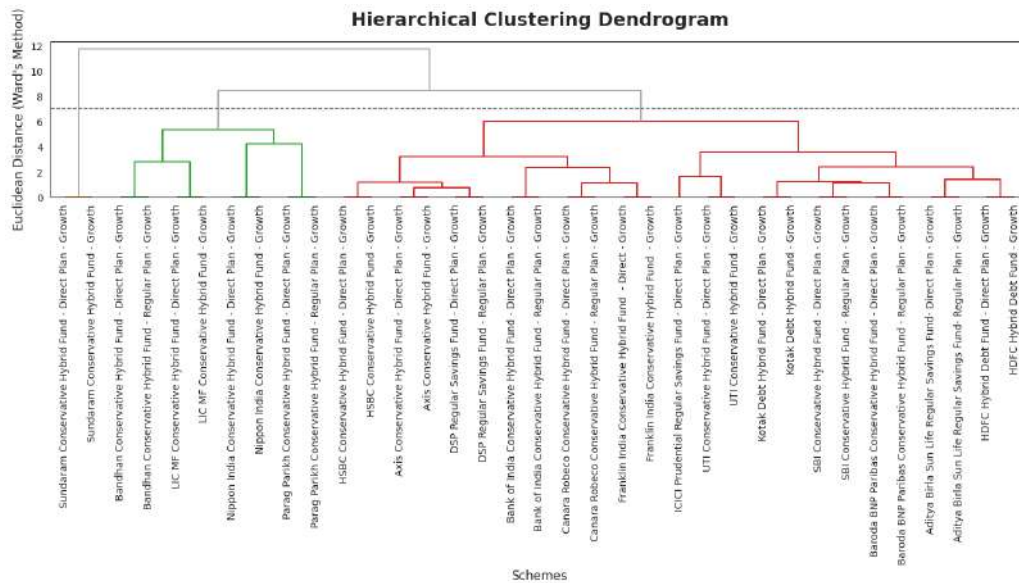 Hierarchical Clustering Dendrogram
Euclidean Distance (Ward's Method)
12
10
8
6
4
2
0
Sundaram Conservative Hybrid Fund - Direct Plan - Growth
Sundaram Conservative Hybrid Fund - Growth
Bandhan Conservative Hybrid Fund - Direct Plan - Growth
Bandhan Conservative Hybrid Fund - Regular Plan - Growth
LIC MF Conservative Hybrid Fund - Direct Plan - Growth
LIC MF Conservative Hybrid Fund - Growth
Nippon India Conservative Hybrid Fund - Direct Plan - Growth
Nippon India Conservative Hybrid Fund - Growth
Parag Parikh Conservative Hybrid Fund - Direct Plan - Growth
Parag Parikh Conservative Hybrid Fund - Regular Plan - Growth
HSBC Conservative Hybrid Fund - Direct Plan - Growth
HSBC Conservative Hybrid Fund - Growth
Axis Conservative Hybrid Fund - Direct Plan - Growth
Axis Conservative Hybrid Fund - Growth
DSP Regular Savings Fund - Direct Plan - Growth
DSP Regular Savings Fund - Regular Plan - Growth
Bank of India Conservative Hybrid Fund - Direct Plan - Growth
Bank of India Conservative Hybrid Fund - Regular Plan - Growth
Canara Robeco Conservative Hybrid Fund - Direct Plan - Growth
Canara Robeco Conservative Hybrid Fund - Regular Plan - Growth
Franklin India Conservative Hybrid Fund - Direct - Growth
Franklin India Conservative Hybrid Fund - Growth
ICICI Prudential Regular Savings Fund - Direct Plan - Growth
UTI Conservative Hybrid Fund - Direct Plan - Growth
UTI Conservative Hybrid Fund - Growth
Kotak Debt Hybrid Fund - Direct Plan - Growth
Kotak Debt Hybrid Fund - Growth
SBI Conservative Hybrid Fund - Direct Plan - Growth
SBI Conservative Hybrid Fund - Regular Plan - Growth
Baroda BNP Paribas Conservative Hybrid Fund - Direct Plan - Growth
Baroda BNP Paribas Conservative Hybrid Fund - Regular Plan - Growth
Aditya Birla Sun Life Regular Savings Fund- Direct Plan - Growth
Aditya Birla Sun Life Regular Savings Fund- Regular Plan - Growth
HDFC Hybrid Debt Fund - Direct Plan - Growth
HDFC Hybrid Debt Fund - Growth
Schemes